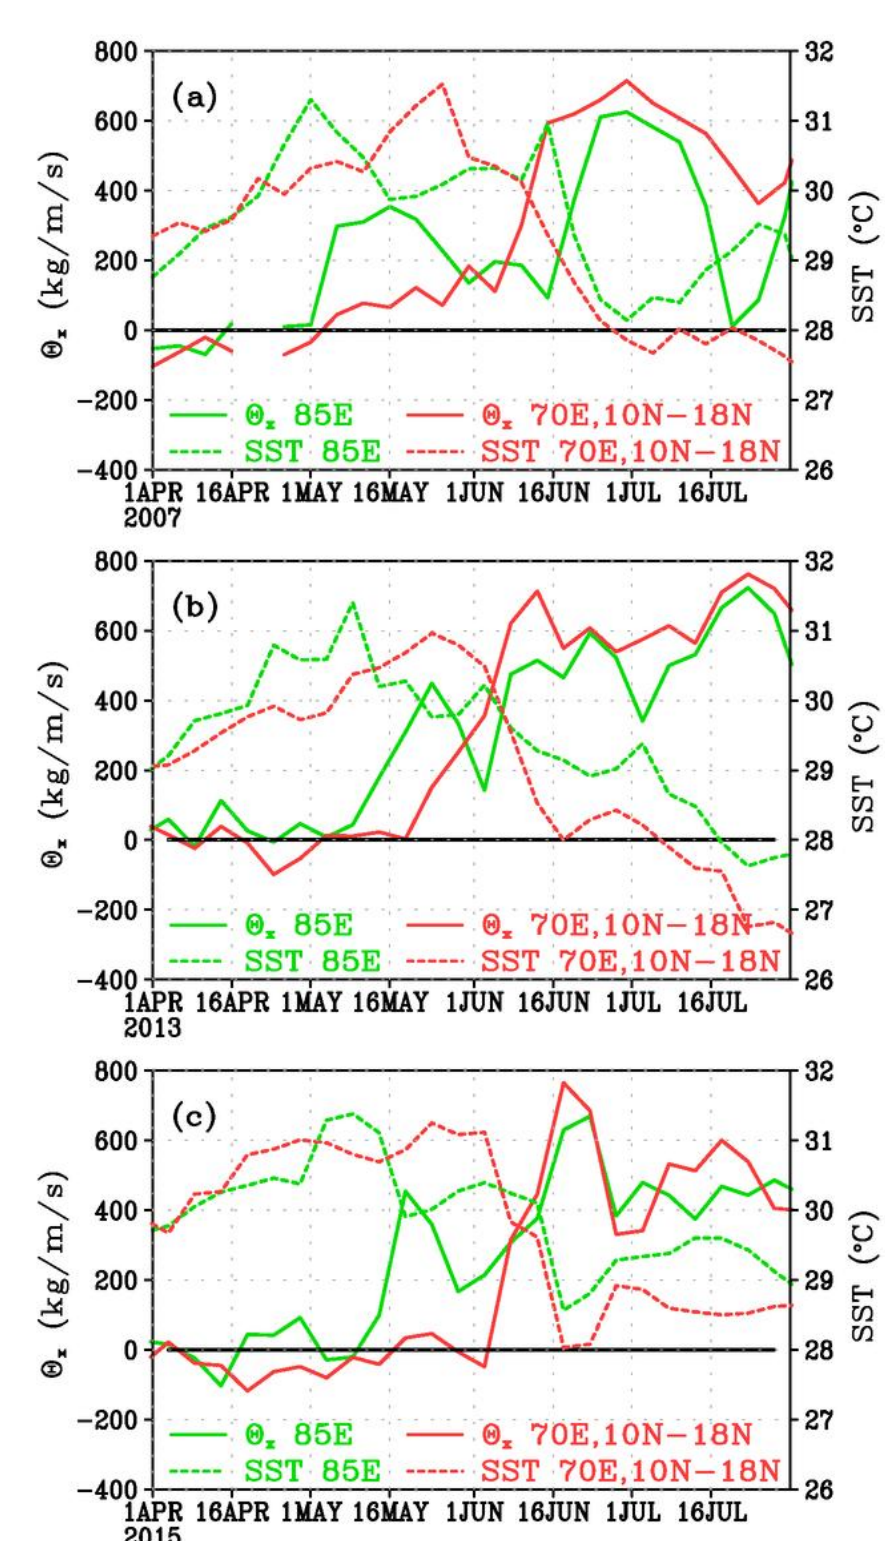 800 32
(a)
600 31
400 30
200 29
0 28
-200 27
-400 26
Θx (kg/m/s)
SST (°C)
Θx 85E Θx 70E,10N-18N
SST 85E SST 70E,10N-18N
1APR 16APR 1MAY 16MAY 1JUN 16JUN 1JUL 16JUL
2007
800 32
(b)
600 31
400 30
200 29
0 28
-200 27
-400 26
Θx (kg/m/s)
SST (°C)
Θx 85E Θx 70E,10N-18N
SST 85E SST 70E,10N-18N
1APR 16APR 1MAY 16MAY 1JUN 16JUN 1JUL 16JUL
2013
800 32
(c)
600 31
400 30
200 29
0 28
-200 27
-400 26
Θx (kg/m/s)
SST (°C)
Θx 85E Θx 70E,10N-18N
SST 85E SST 70E,10N-18N
1APR 16APR 1MAY 16MAY 1JUN 16JUN 1JUL 16JUL
2015